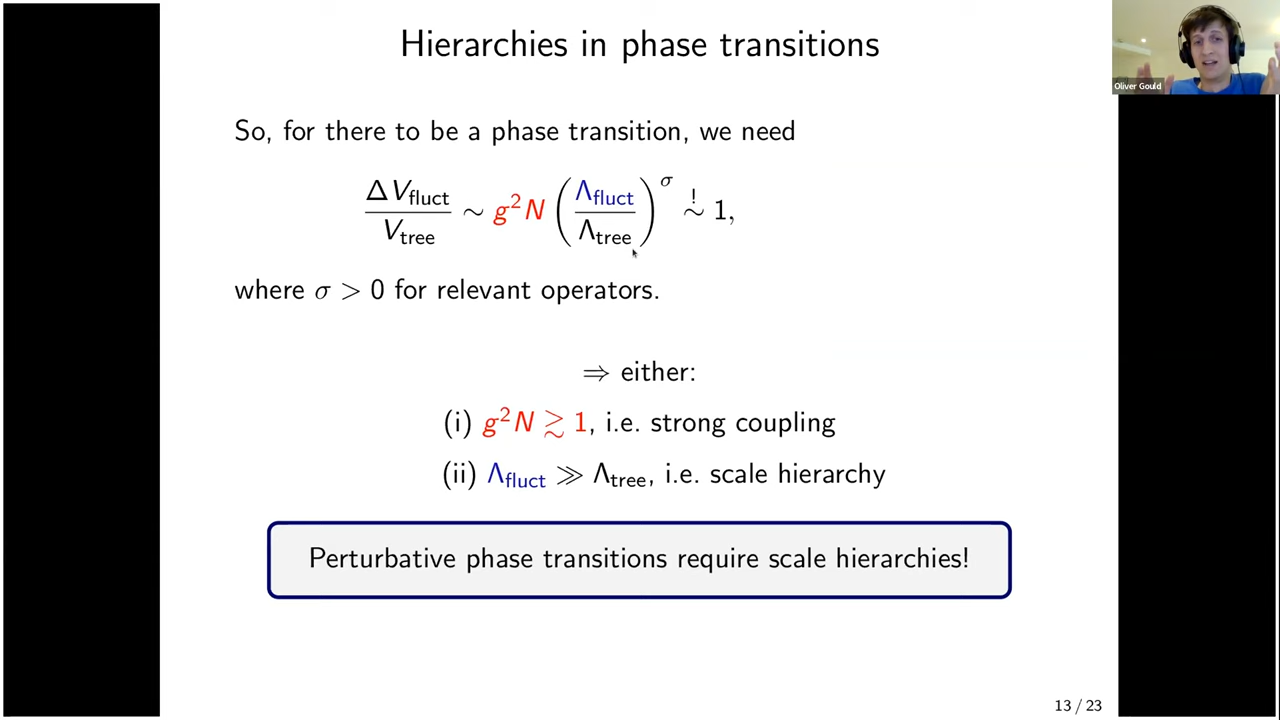 Hierarchies in phase transitions
Oliver Gould
So, for there to be a phase transition, we need
ΔV_fluct / V_tree ∼ g²N (Λ_fluct / Λ_tree)^σ ∼! 1,
where σ > 0 for relevant operators.
⇒ either:
(i) g²N ≳ 1, i.e. strong coupling
(ii) Λ_fluct ≫ Λ_tree, i.e. scale hierarchy
Perturbative phase transitions require scale hierarchies!
13 / 23